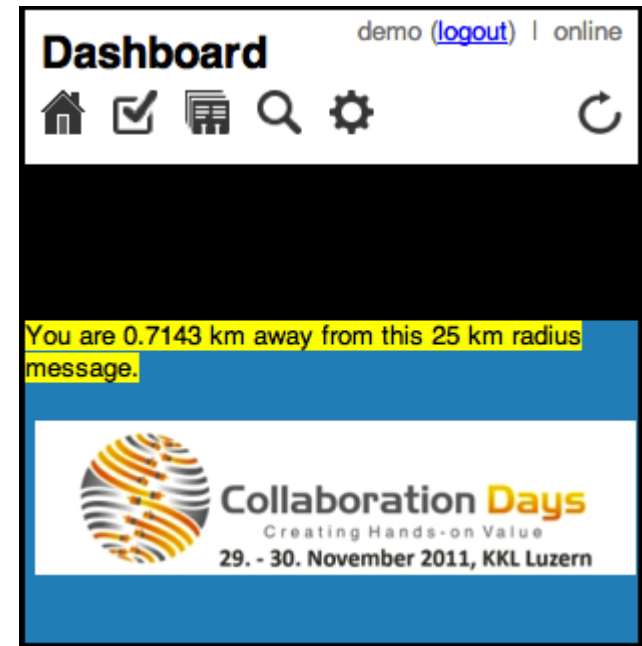 Dashboard
demo (logout) | online
You are 0.7143 km away from this 25 km radius
message.
Collaboration Days
Creating Hands-on Value
29. - 30. November 2011, KKL Luzern